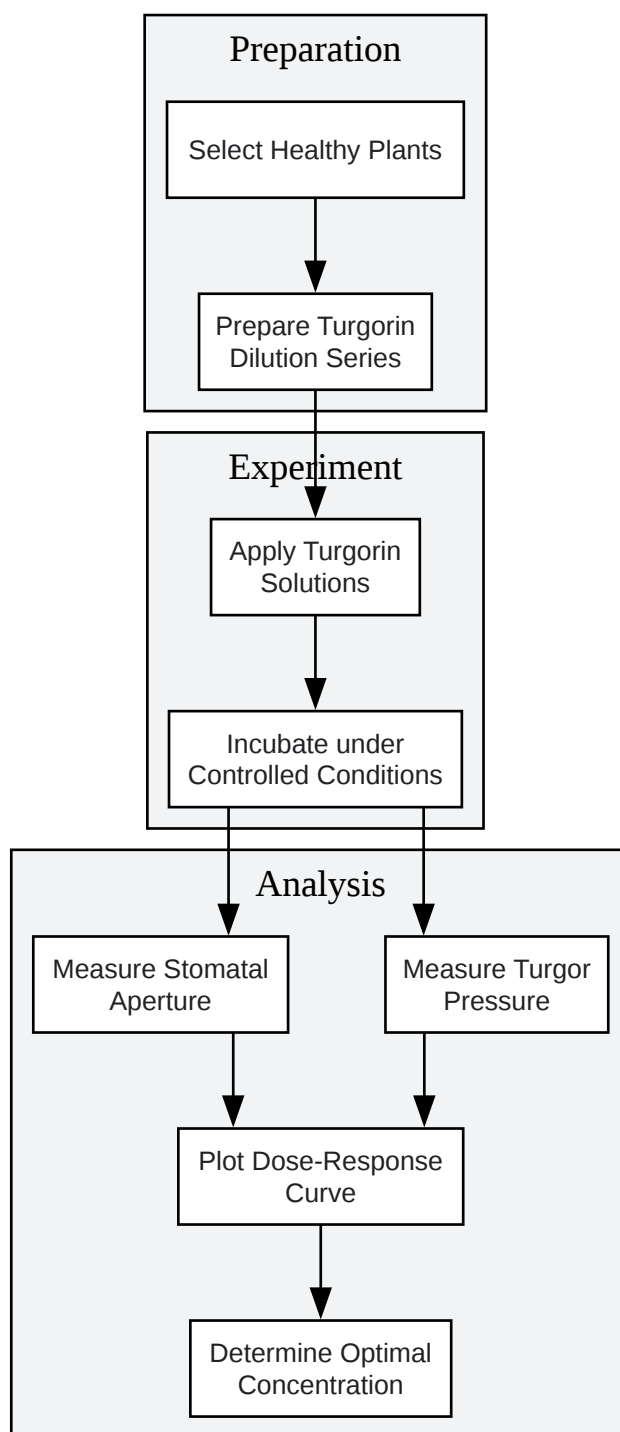 Preparation
Select Healthy Plants
Prepare Turgorin
Dilution Series
Experiment
Apply Turgorin
Solutions
Incubate under
Controlled Conditions
Analysis
Measure Stomatal
Aperture
Measure Turgor
Pressure
Plot Dose-Response
Curve
Determine Optimal
Concentration